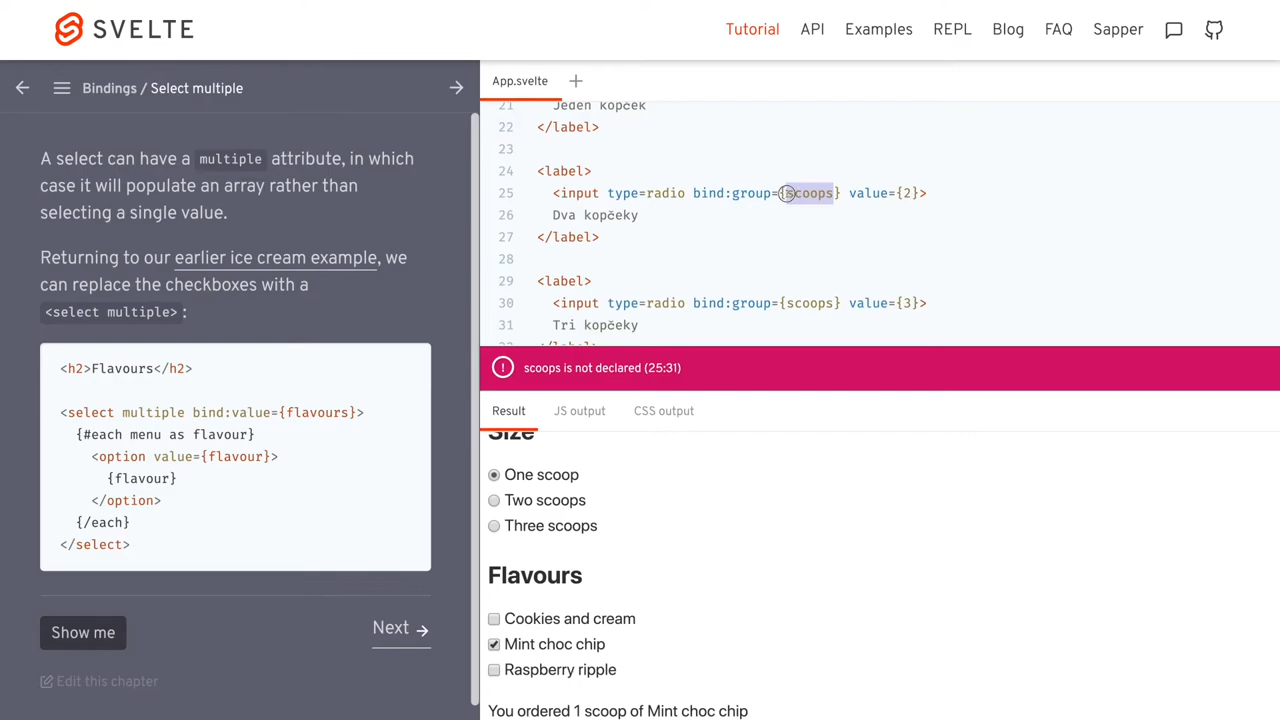 SVELTE
Tutorial API Examples REPL Blog FAQ Sapper
Bindings / Select multiple
A select can have a multiple attribute, in which
case it will populate an array rather than
selecting a single value.
Returning to our earlier ice cream example, we
can replace the checkboxes with a
<select multiple> :
<h2>Flavours</h2>
<select multiple bind:value={flavours}>
{#each menu as flavour}
<option value={flavour}>
{flavour}
</option>
{/each}
</select>
Show me
Next
Edit this chapter
App.svelte
21 Jeden kopček
22 </label>
23
24 <label>
25 <input type=radio bind:group={scoops} value={2}>
26 Dva kopčeky
27 </label>
28
29 <label>
30 <input type=radio bind:group={scoops} value={3}>
31 Tri kopčeky
32 </label>
scoops is not declared (25:31)
Result JS output CSS output
Size
One scoop
Two scoops
Three scoops
Flavours
Cookies and cream
Mint choc chip
Raspberry ripple
You ordered 1 scoop of Mint choc chip